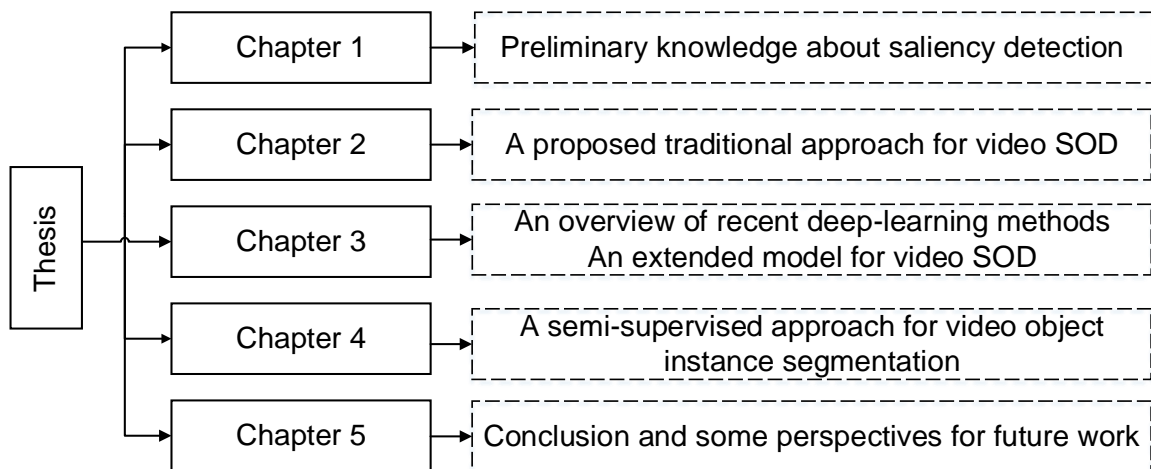 Chapter 1
Preliminary knowledge about saliency detection
Chapter 2
A proposed traditional approach for video SOD
Thesis
Chapter 3
An overview of recent deep-learning methods
An extended model for video SOD
Chapter 4
A semi-supervised approach for video object
instance segmentation
Chapter 5
Conclusion and some perspectives for future work